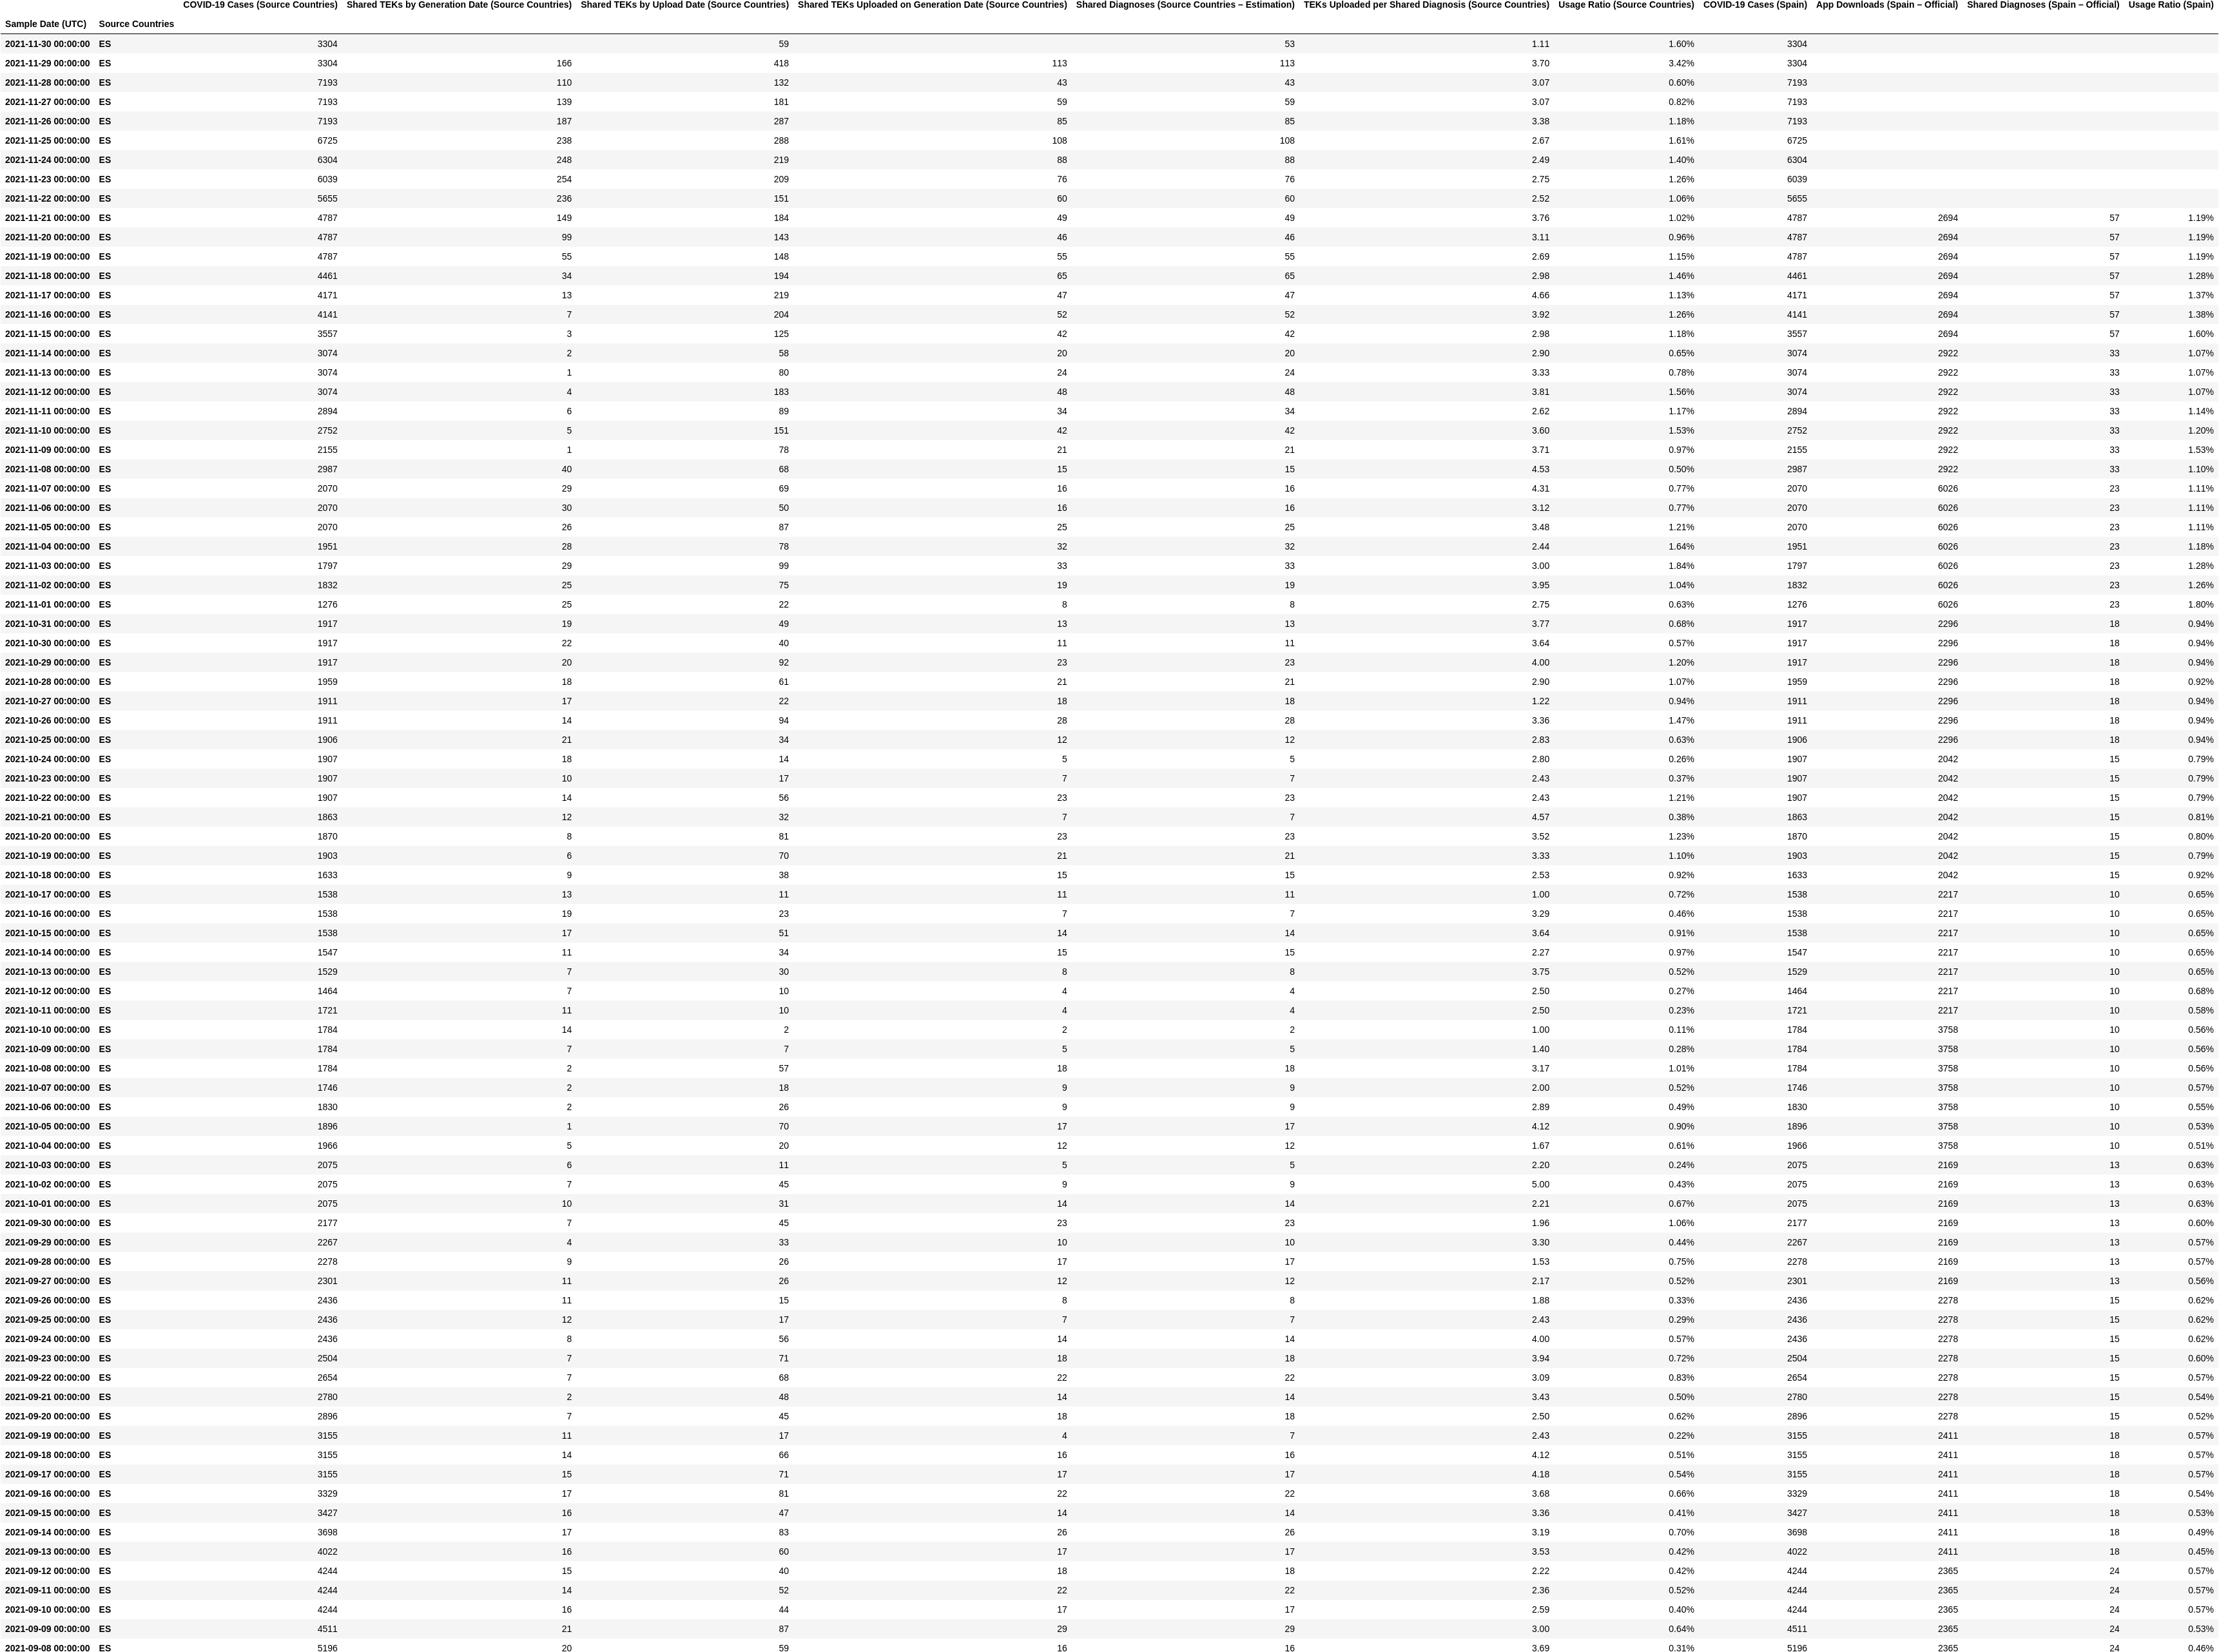 COVID-19 Cases (Source Countries) Shared TEKs by Generation Date (Source Countries) Shared TEKs by Upload Date (Source Countries) Shared TEKs Uploaded on Generation Date (Source Countries) Shared Diagnoses (Source Countries – Estimation) TEKs Uploaded per Shared Diagnosis (Source Countries) Usage Ratio (Source Countries) COVID-19 Cases (Spain) App Downloads (Spain – Official) Shared Diagnoses (Spain – Official) Usage Ratio (Spain)
Sample Date (UTC) Source Countries
2021-11-30 00:00:00 ES 3304 59 53 1.11 1.60% 3304
2021-11-29 00:00:00 ES 3304 166 418 113 113 3.70 3.42% 3304
2021-11-28 00:00:00 ES 7193 110 132 43 43 3.07 0.60% 7193
2021-11-27 00:00:00 ES 7193 139 181 59 59 3.07 0.82% 7193
2021-11-26 00:00:00 ES 7193 187 287 85 85 3.38 1.18% 7193
2021-11-25 00:00:00 ES 6725 238 288 108 108 2.67 1.61% 6725
2021-11-24 00:00:00 ES 6304 248 219 88 88 2.49 1.40% 6304
2021-11-23 00:00:00 ES 6039 254 209 76 76 2.75 1.26% 6039
2021-11-22 00:00:00 ES 5655 236 151 60 60 2.52 1.06% 5655
2021-11-21 00:00:00 ES 4787 149 184 49 49 3.76 1.02% 4787 2694 57 1.19%
2021-11-20 00:00:00 ES 4787 99 143 46 46 3.11 0.96% 4787 2694 57 1.19%
2021-11-19 00:00:00 ES 4787 55 148 55 55 2.69 1.15% 4787 2694 57 1.19%
2021-11-18 00:00:00 ES 4461 34 194 65 65 2.98 1.46% 4461 2694 57 1.28%
2021-11-17 00:00:00 ES 4171 13 219 47 47 4.66 1.13% 4171 2694 57 1.37%
2021-11-16 00:00:00 ES 4141 7 204 52 52 3.92 1.26% 4141 2694 57 1.38%
2021-11-15 00:00:00 ES 3557 3 125 42 42 2.98 1.18% 3557 2694 57 1.60%
2021-11-14 00:00:00 ES 3074 2 58 20 20 2.90 0.65% 3074 2922 33 1.07%
2021-11-13 00:00:00 ES 3074 1 80 24 24 3.33 0.78% 3074 2922 33 1.07%
2021-11-12 00:00:00 ES 3074 4 183 48 48 3.81 1.56% 3074 2922 33 1.07%
2021-11-11 00:00:00 ES 2894 6 89 34 34 2.62 1.17% 2894 2922 33 1.14%
2021-11-10 00:00:00 ES 2752 5 151 42 42 3.60 1.53% 2752 2922 33 1.20%
2021-11-09 00:00:00 ES 2155 1 78 21 21 3.71 0.97% 2155 2922 33 1.53%
2021-11-08 00:00:00 ES 2987 40 68 15 15 4.53 0.50% 2987 2922 33 1.10%
2021-11-07 00:00:00 ES 2070 29 69 16 16 4.31 0.77% 2070 6026 23 1.11%
2021-11-06 00:00:00 ES 2070 30 50 16 16 3.12 0.77% 2070 6026 23 1.11%
2021-11-05 00:00:00 ES 2070 26 87 25 25 3.48 1.21% 2070 6026 23 1.11%
2021-11-04 00:00:00 ES 1951 28 78 32 32 2.44 1.64% 1951 6026 23 1.18%
2021-11-03 00:00:00 ES 1797 29 99 33 33 3.00 1.84% 1797 6026 23 1.28%
2021-11-02 00:00:00 ES 1832 25 75 19 19 3.95 1.04% 1832 6026 23 1.26%
2021-11-01 00:00:00 ES 1276 25 22 8 8 2.75 0.63% 1276 6026 23 1.80%
2021-10-31 00:00:00 ES 1917 19 49 13 13 3.77 0.68% 1917 2296 18 0.94%
2021-10-30 00:00:00 ES 1917 22 40 11 11 3.64 0.57% 1917 2296 18 0.94%
2021-10-29 00:00:00 ES 1917 20 92 23 23 4.00 1.20% 1917 2296 18 0.94%
2021-10-28 00:00:00 ES 1959 18 61 21 21 2.90 1.07% 1959 2296 18 0.92%
2021-10-27 00:00:00 ES 1911 17 22 18 18 1.22 0.94% 1911 2296 18 0.94%
2021-10-26 00:00:00 ES 1911 14 94 28 28 3.36 1.47% 1911 2296 18 0.94%
2021-10-25 00:00:00 ES 1906 21 34 12 12 2.83 0.63% 1906 2296 18 0.94%
2021-10-24 00:00:00 ES 1907 18 14 5 5 2.80 0.26% 1907 2042 15 0.79%
2021-10-23 00:00:00 ES 1907 10 17 7 7 2.43 0.37% 1907 2042 15 0.79%
2021-10-22 00:00:00 ES 1907 14 56 23 23 2.43 1.21% 1907 2042 15 0.79%
2021-10-21 00:00:00 ES 1863 12 32 7 7 4.57 0.38% 1863 2042 15 0.81%
2021-10-20 00:00:00 ES 1870 8 81 23 23 3.52 1.23% 1870 2042 15 0.80%
2021-10-19 00:00:00 ES 1903 6 70 21 21 3.33 1.10% 1903 2042 15 0.79%
2021-10-18 00:00:00 ES 1633 9 38 15 15 2.53 0.92% 1633 2042 15 0.92%
2021-10-17 00:00:00 ES 1538 13 11 11 11 1.00 0.72% 1538 2217 10 0.65%
2021-10-16 00:00:00 ES 1538 19 23 7 7 3.29 0.46% 1538 2217 10 0.65%
2021-10-15 00:00:00 ES 1538 17 51 14 14 3.64 0.91% 1538 2217 10 0.65%
2021-10-14 00:00:00 ES 1547 11 34 15 15 2.27 0.97% 1547 2217 10 0.65%
2021-10-13 00:00:00 ES 1529 7 30 8 8 3.75 0.52% 1529 2217 10 0.65%
2021-10-12 00:00:00 ES 1464 7 10 4 4 2.50 0.27% 1464 2217 10 0.68%
2021-10-11 00:00:00 ES 1721 11 10 4 4 2.50 0.23% 1721 2217 10 0.58%
2021-10-10 00:00:00 ES 1784 14 2 2 2 1.00 0.11% 1784 3758 10 0.56%
2021-10-09 00:00:00 ES 1784 7 7 5 5 1.40 0.28% 1784 3758 10 0.56%
2021-10-08 00:00:00 ES 1784 2 57 18 18 3.17 1.01% 1784 3758 10 0.56%
2021-10-07 00:00:00 ES 1746 2 18 9 9 2.00 0.52% 1746 3758 10 0.57%
2021-10-06 00:00:00 ES 1830 2 26 9 9 2.89 0.49% 1830 3758 10 0.55%
2021-10-05 00:00:00 ES 1896 1 70 17 17 4.12 0.90% 1896 3758 10 0.53%
2021-10-04 00:00:00 ES 1966 5 20 12 12 1.67 0.61% 1966 3758 10 0.51%
2021-10-03 00:00:00 ES 2075 6 11 5 5 2.20 0.24% 2075 2169 13 0.63%
2021-10-02 00:00:00 ES 2075 7 45 9 9 5.00 0.43% 2075 2169 13 0.63%
2021-10-01 00:00:00 ES 2075 10 31 14 14 2.21 0.67% 2075 2169 13 0.63%
2021-09-30 00:00:00 ES 2177 7 45 23 23 1.96 1.06% 2177 2169 13 0.60%
2021-09-29 00:00:00 ES 2267 4 33 10 10 3.30 0.44% 2267 2169 13 0.57%
2021-09-28 00:00:00 ES 2278 9 26 17 17 1.53 0.75% 2278 2169 13 0.57%
2021-09-27 00:00:00 ES 2301 11 26 12 12 2.17 0.52% 2301 2169 13 0.56%
2021-09-26 00:00:00 ES 2436 11 15 8 8 1.88 0.33% 2436 2278 15 0.62%
2021-09-25 00:00:00 ES 2436 12 17 7 7 2.43 0.29% 2436 2278 15 0.62%
2021-09-24 00:00:00 ES 2436 8 56 14 14 4.00 0.57% 2436 2278 15 0.62%
2021-09-23 00:00:00 ES 2504 7 71 18 18 3.94 0.72% 2504 2278 15 0.60%
2021-09-22 00:00:00 ES 2654 7 68 22 22 3.09 0.83% 2654 2278 15 0.57%
2021-09-21 00:00:00 ES 2780 2 48 14 14 3.43 0.50% 2780 2278 15 0.54%
2021-09-20 00:00:00 ES 2896 7 45 18 18 2.50 0.62% 2896 2278 15 0.52%
2021-09-19 00:00:00 ES 3155 11 17 4 7 2.43 0.22% 3155 2411 18 0.57%
2021-09-18 00:00:00 ES 3155 14 66 16 16 4.12 0.51% 3155 2411 18 0.57%
2021-09-17 00:00:00 ES 3155 15 71 17 17 4.18 0.54% 3155 2411 18 0.57%
2021-09-16 00:00:00 ES 3329 17 81 22 22 3.68 0.66% 3329 2411 18 0.54%
2021-09-15 00:00:00 ES 3427 16 47 14 14 3.36 0.41% 3427 2411 18 0.53%
2021-09-14 00:00:00 ES 3698 17 83 26 26 3.19 0.70% 3698 2411 18 0.49%
2021-09-13 00:00:00 ES 4022 16 60 17 17 3.53 0.42% 4022 2411 18 0.45%
2021-09-12 00:00:00 ES 4244 15 40 18 18 2.22 0.42% 4244 2365 24 0.57%
2021-09-11 00:00:00 ES 4244 14 52 22 22 2.36 0.52% 4244 2365 24 0.57%
2021-09-10 00:00:00 ES 4244 16 44 17 17 2.59 0.40% 4244 2365 24 0.57%
2021-09-09 00:00:00 ES 4511 21 87 29 29 3.00 0.64% 4511 2365 24 0.53%
2021-09-08 00:00:00 ES 5196 20 59 16 16 3.69 0.31% 5196 2365 24 0.46%